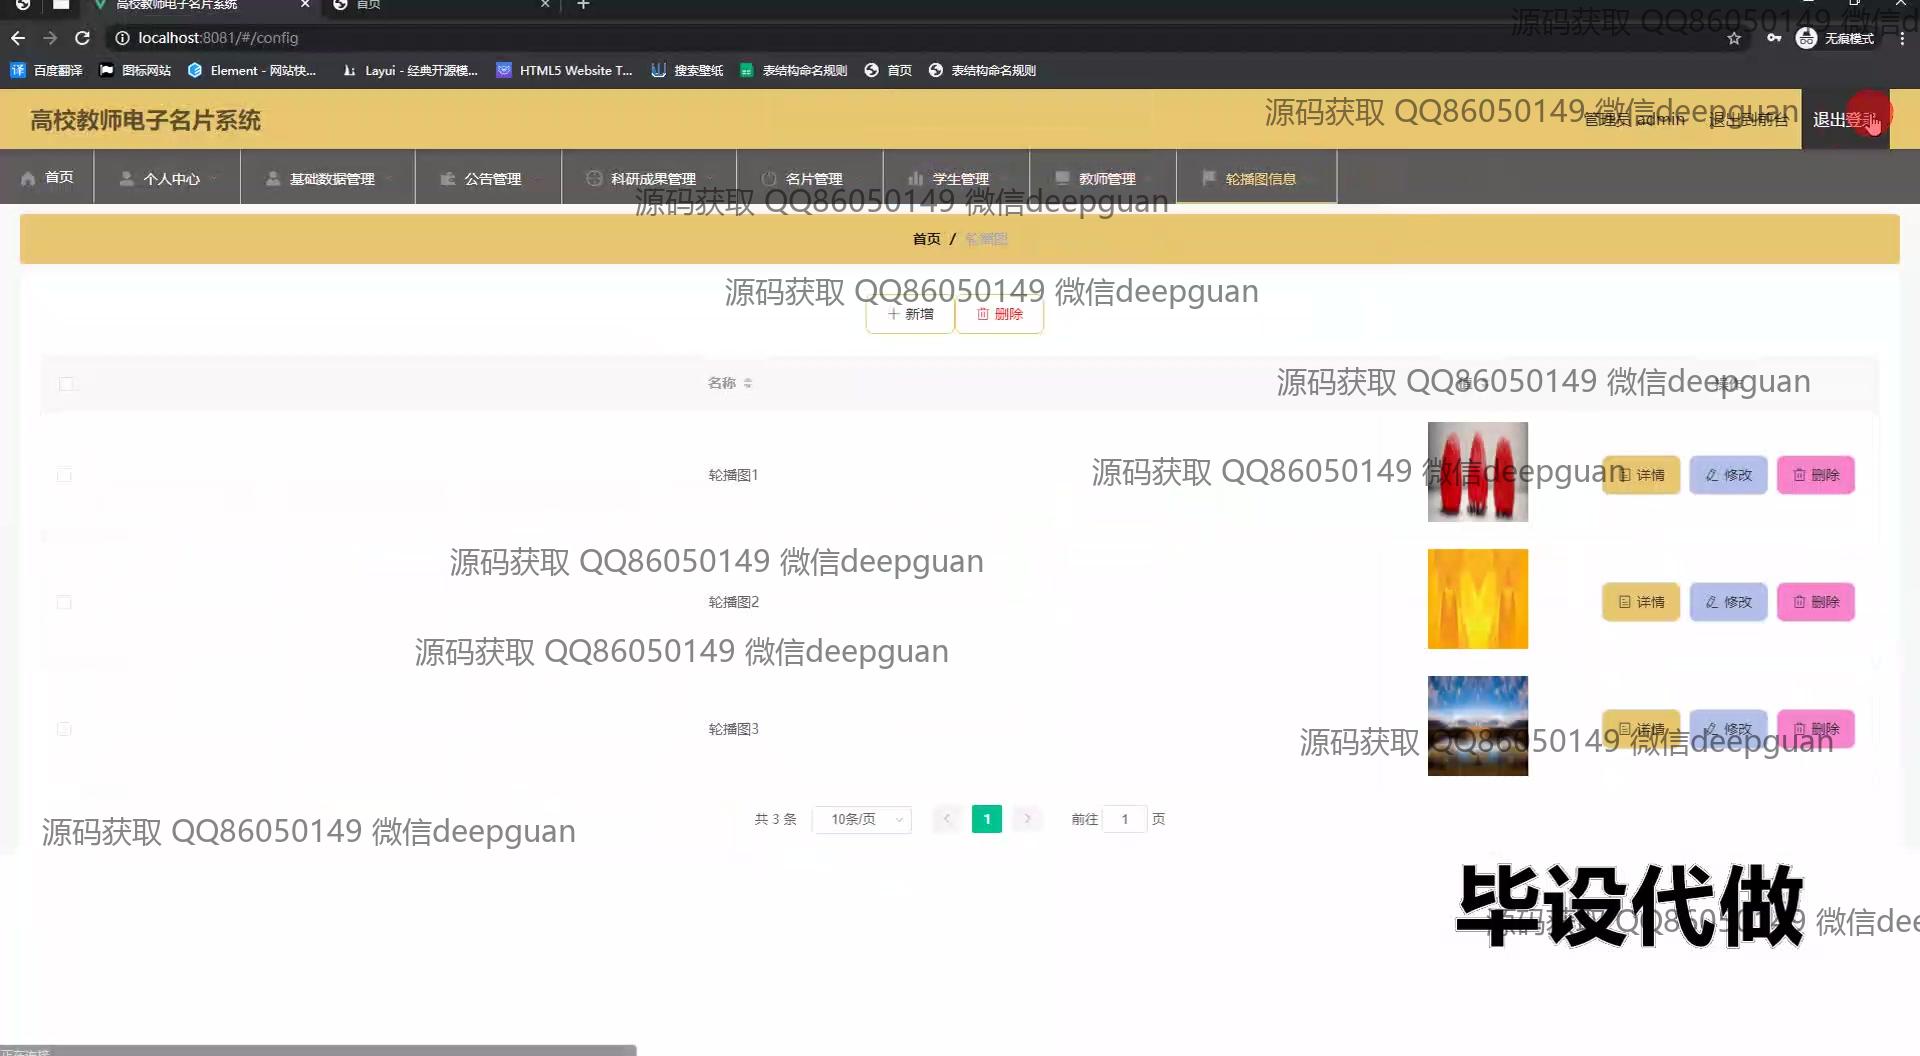 高校教师电子名片系统
首页
源码获取 QQ86050149 微信d
localhost:8081/#/config
无痕模式
百度翻译
图标网站
Element - 网站快...
Layui - 经典开源模...
HTML5 Website T...
搜索壁纸
表结构命名规则
首页
表结构命名规则
高校教师电子名片系统
源码获取 QQ86050149 微信deepguan
管理员 admin
退出到前台
退出登录
首页
个人中心
基础数据管理
公告管理
科研成果管理
名片管理
学生管理
教师管理
轮播图信息
源码获取 QQ86050149 微信deepguan
首页 / 轮播图
源码获取 QQ86050149 微信deepguan
新增
删除
名称
源码获取 QQ86050149 微信deepguan
值
操作
轮播图1
源码获取 QQ86050149 微信deepguan
详情
修改
删除
源码获取 QQ86050149 微信deepguan
轮播图2
详情
修改
删除
源码获取 QQ86050149 微信deepguan
轮播图3
详情
修改
删除
源码获取 QQ86050149 微信deepguan
共 3 条
10条/页
1
前往 1 页
源码获取 QQ86050149 微信deepguan
毕设代做
源码获取 QQ86050149 微信dee